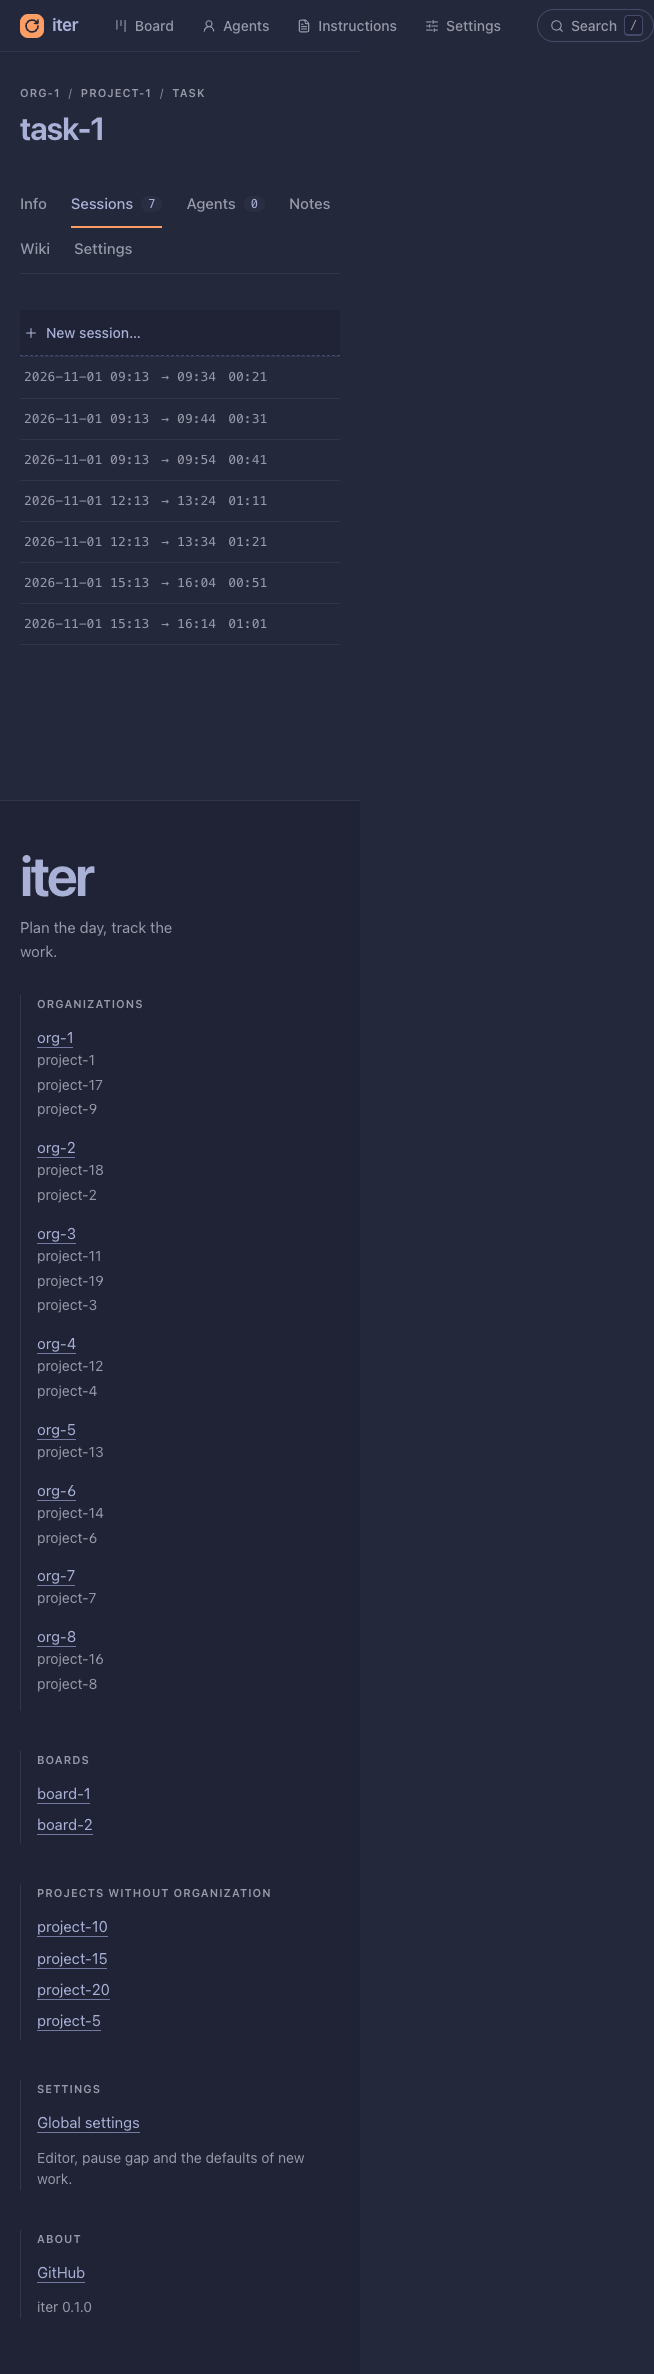 iter Board Agents Instructions Settings Search /
ORG-1 / PROJECT-1 / TASK
task-1
Info Sessions 7 Agents 0 Notes
Wiki Settings
+ New session...
2026-11-01 09:13 → 09:34 00:21
2026-11-01 09:13 → 09:44 00:31
2026-11-01 09:13 → 09:54 00:41
2026-11-01 12:13 → 13:24 01:11
2026-11-01 12:13 → 13:34 01:21
2026-11-01 15:13 → 16:04 00:51
2026-11-01 15:13 → 16:14 01:01
iter
Plan the day, track the
work.
ORGANIZATIONS
org-1
project-1
project-17
project-9
org-2
project-18
project-2
org-3
project-11
project-19
project-3
org-4
project-12
project-4
org-5
project-13
org-6
project-14
project-6
org-7
project-7
org-8
project-16
project-8
BOARDS
board-1
board-2
PROJECTS WITHOUT ORGANIZATION
project-10
project-15
project-20
project-5
SETTINGS
Global settings
Editor, pause gap and the defaults of new
work.
ABOUT
GitHub
iter 0.1.0